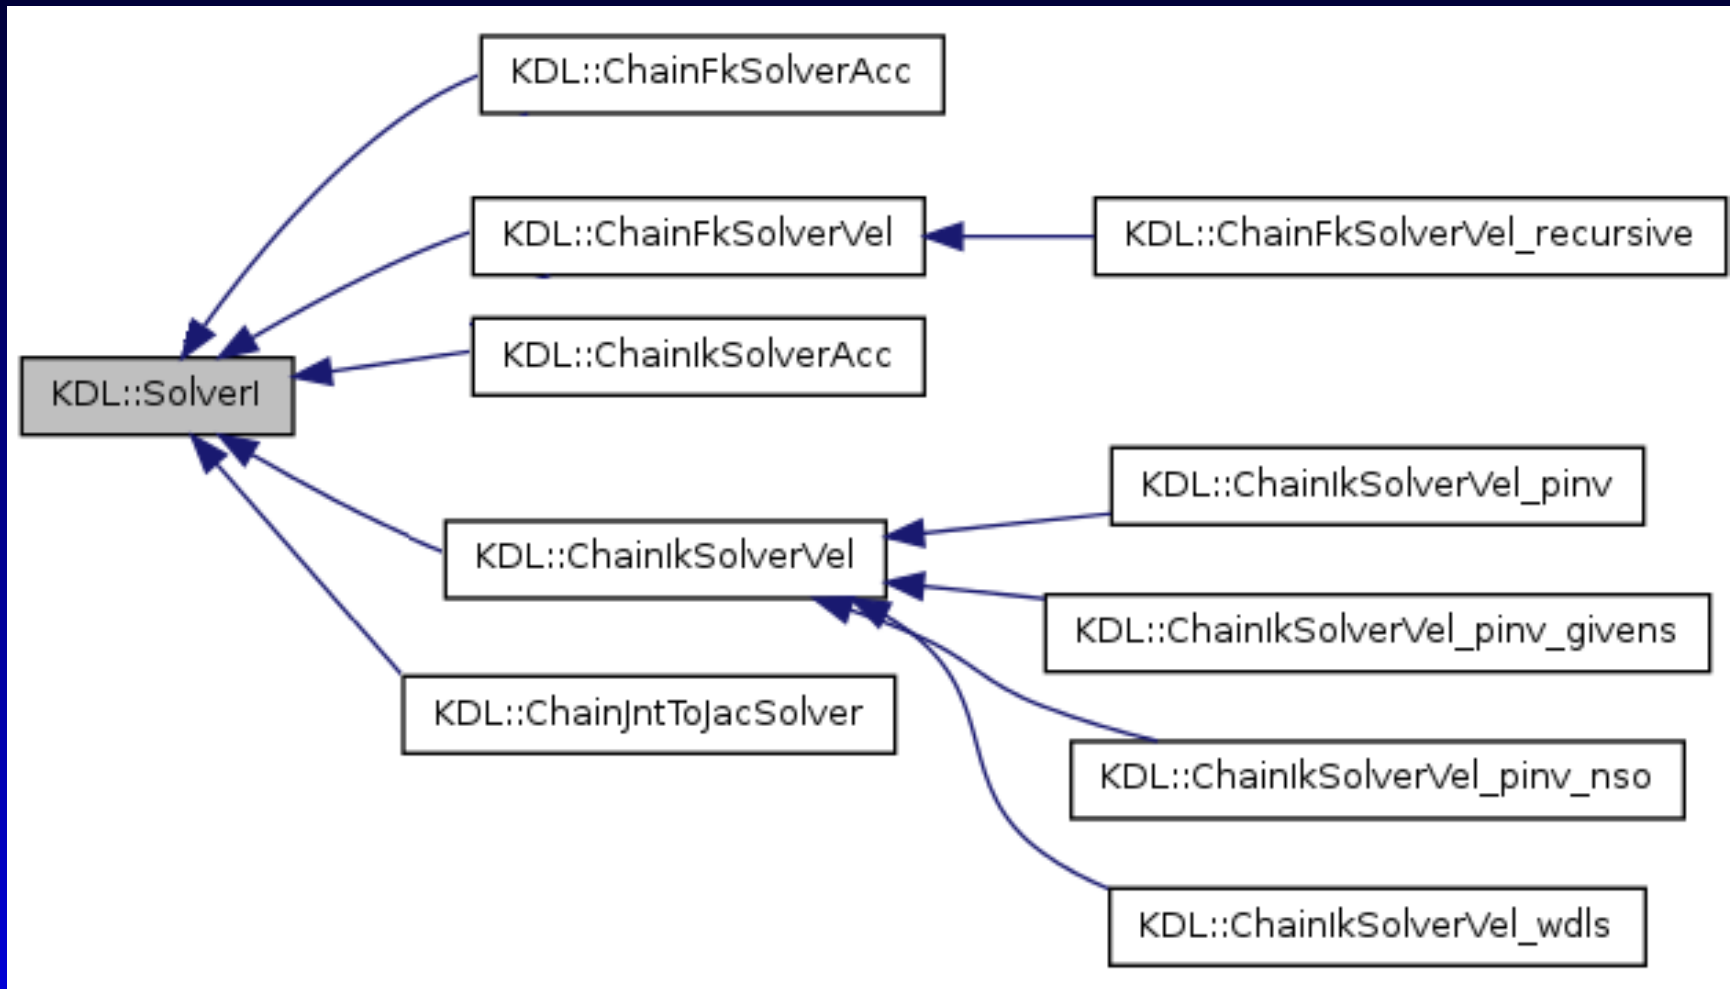 KDL::ChainFkSolverAcc
KDL::ChainFkSolverVel
KDL::ChainFkSolverVel_recursive
KDL::ChainIkSolverAcc
KDL::SolverI
KDL::ChainIkSolverVel_pinv
KDL::ChainIkSolverVel
KDL::ChainIkSolverVel_pinv_givens
KDL::ChainJntToJacSolver
KDL::ChainIkSolverVel_pinv_nso
KDL::ChainIkSolverVel_wdls